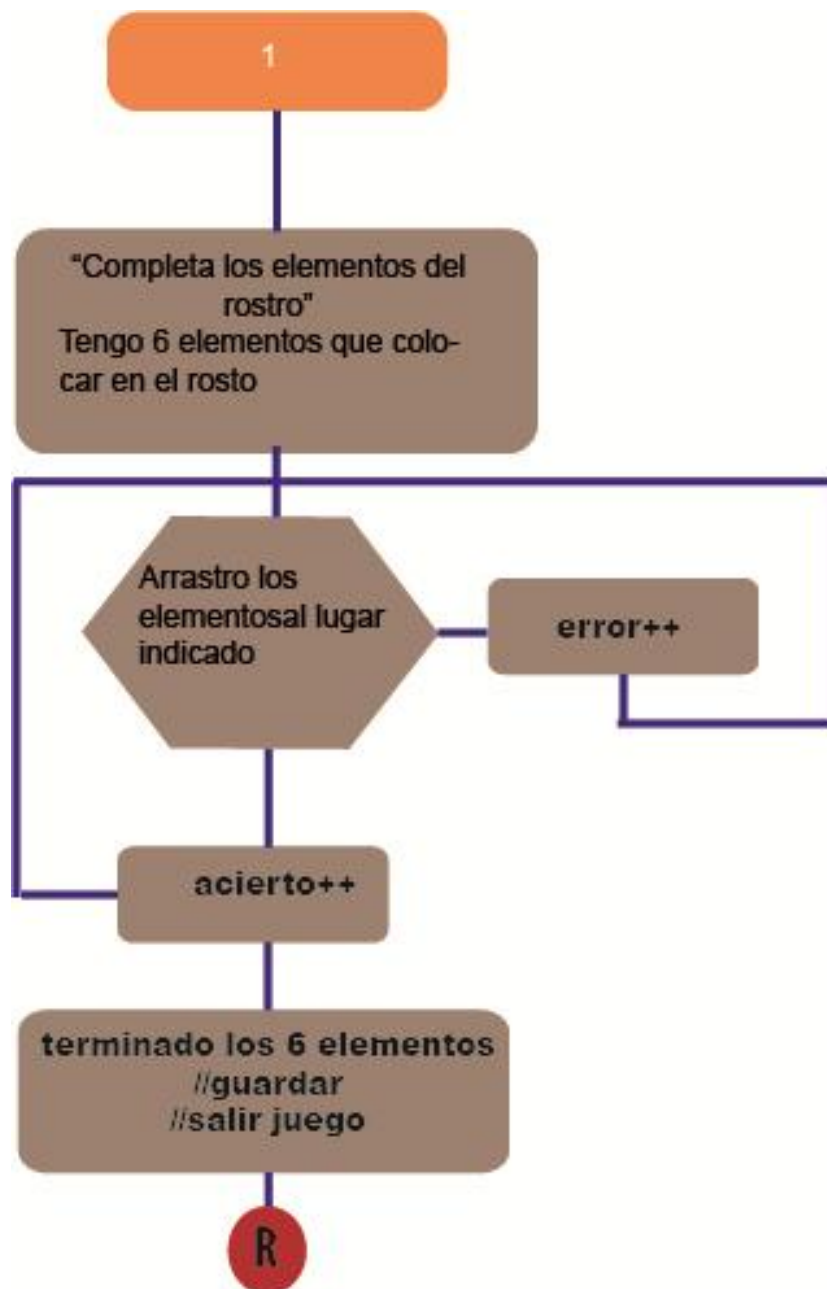 1
“Completa los elementos del
rostro”
Tengo 6 elementos que colo-
car en el rosto
Arrastro los
elementosal lugar
indicado
error++
acierto++
terminado los 6 elementos
//guardar
//salir juego
R